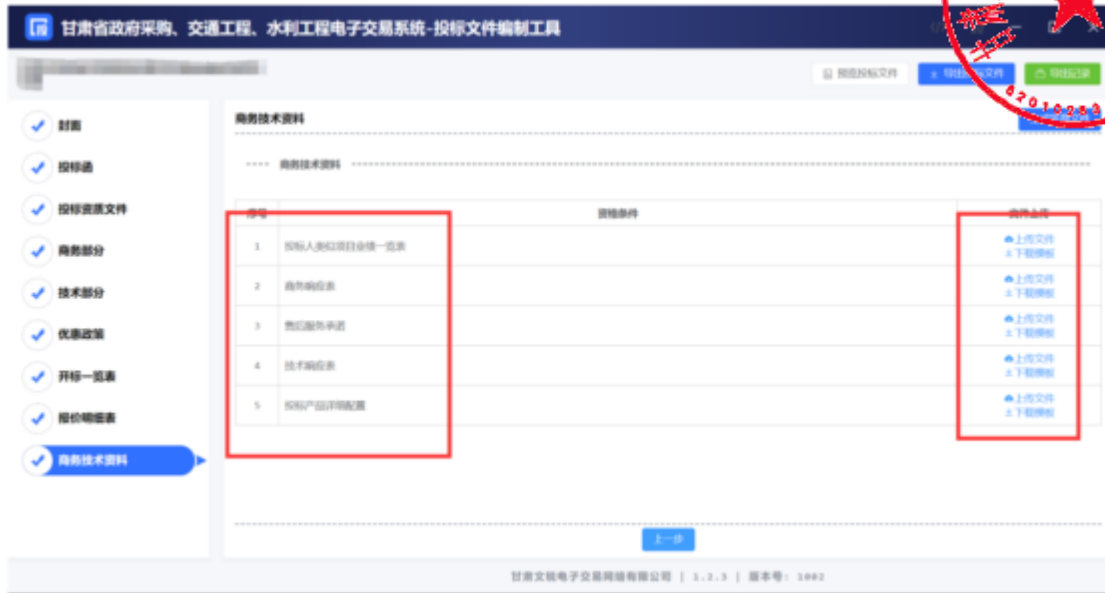 甘肃省政府采购、交通工程、水利工程电子交易系统-投标文件编制工具
预览投标文件
导出记录
封面
投标函
投标资质文件
商务部分
技术部分
优惠政策
开标一览表
报价明细表
商务技术资料
商务技术资料
商务技术资料
序号 资格条件 文件上传
1 投标人类似项目业绩一览表 上传文件
下载模板
2 商务响应表 上传文件
下载模板
3 售后服务承诺 上传文件
下载模板
4 技术响应表 上传文件
下载模板
5 投标产品详细配置 上传文件
下载模板
上一步
甘肃文锐电子交易网络有限公司 | 1.2.3 | 版本号: 1002